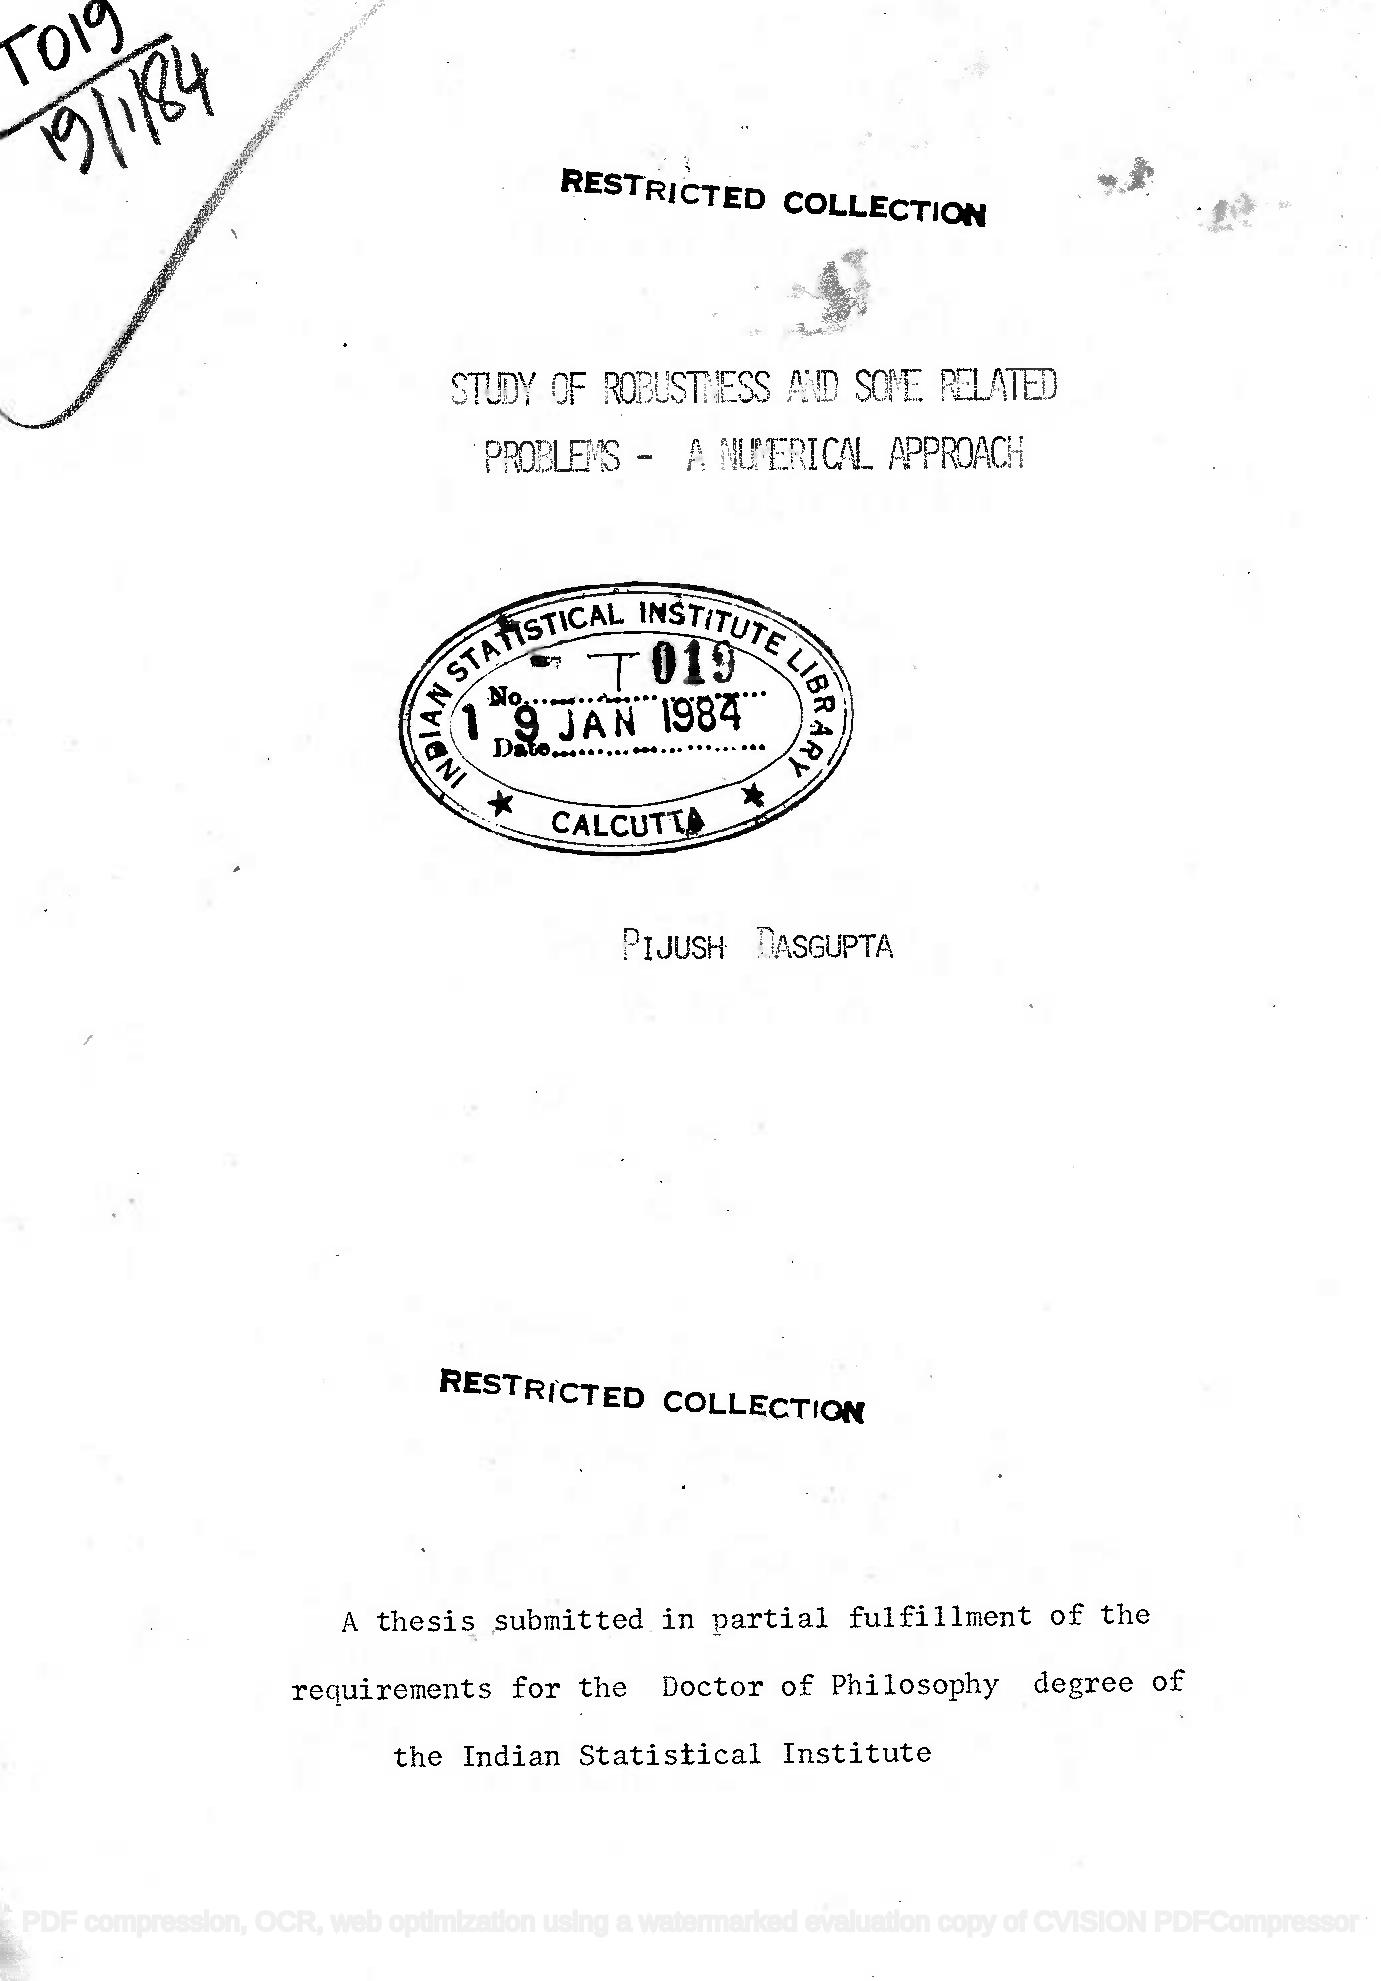 T019
19/1/84
RESTRICTED COLLECTION
STUDY OF ROBUSTNESS AND SOME RELATED
PROBLEMS - A NUMERICAL APPROACH
INDIAN STATISTICAL INSTITUTE LIBRARY
No. T 019
19 JAN 1984
Date
★ CALCUTTA ★
PIJUSH DASGUPTA
RESTRICTED COLLECTION
A thesis submitted in partial fulfillment of the
requirements for the Doctor of Philosophy degree of
the Indian Statistical Institute
PDF compression, OCR, web optimization using a watermarked evaluation copy of CVISION PDFCompressor